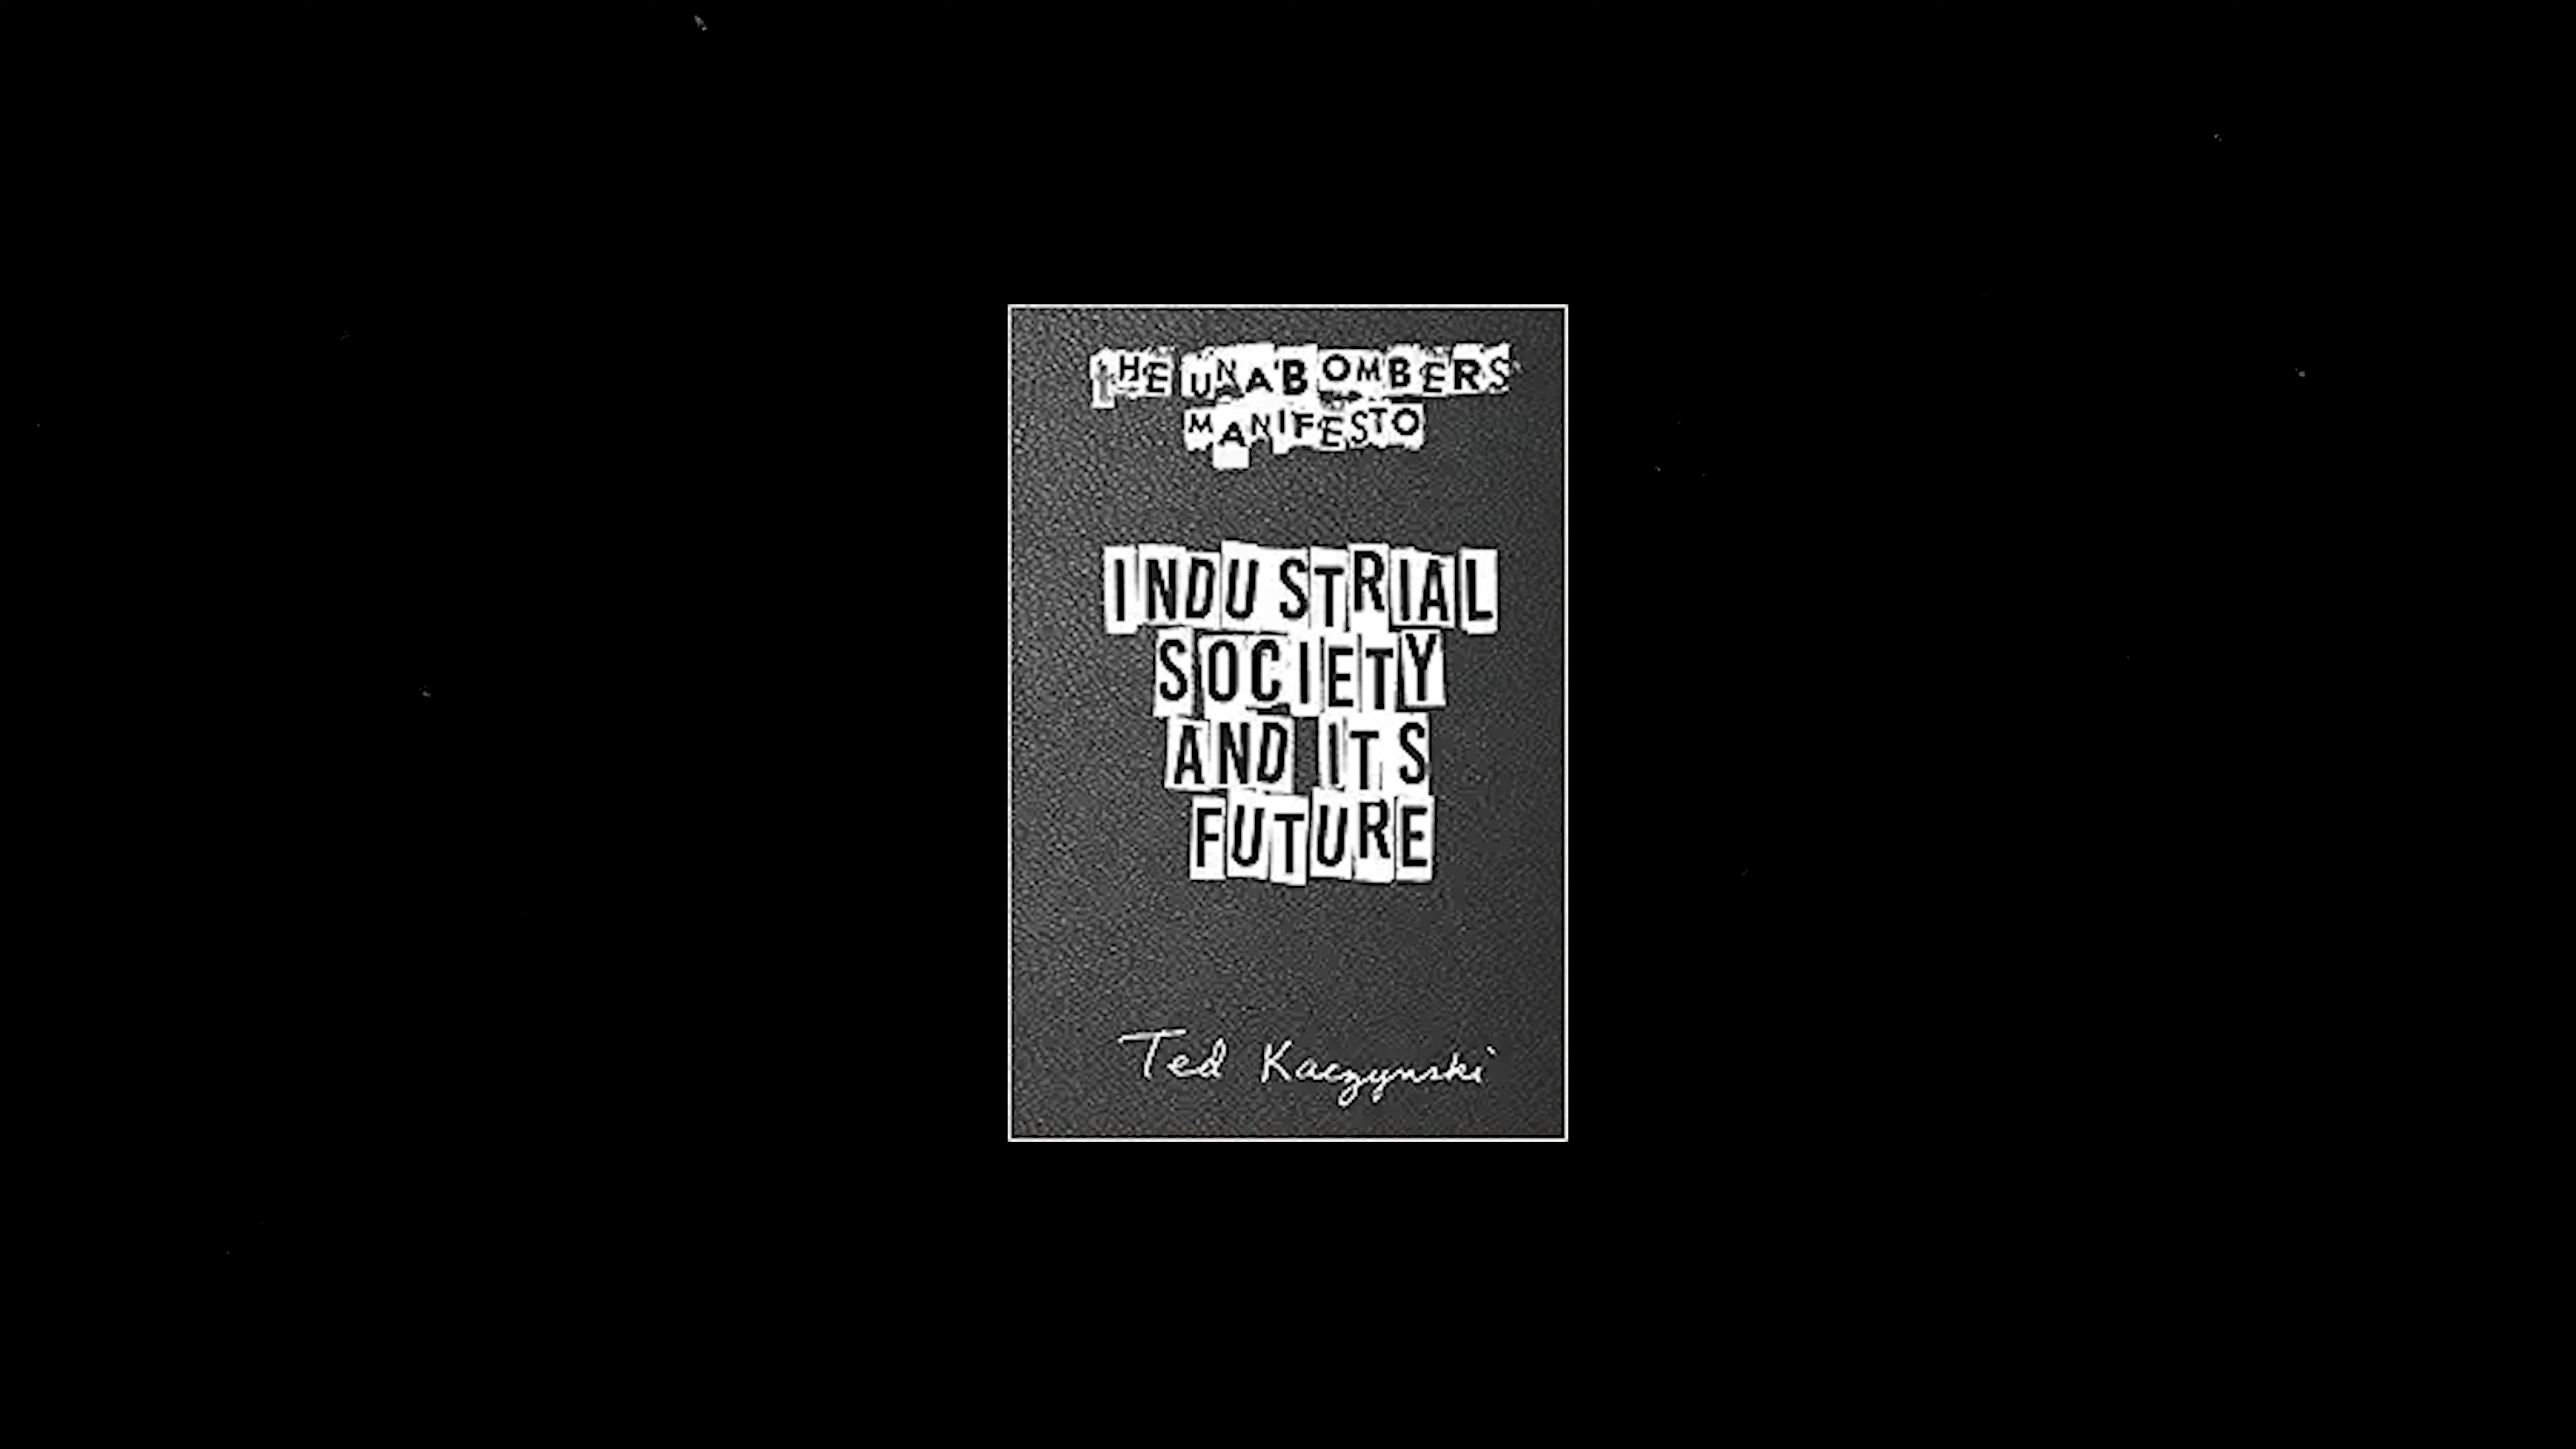 tHE UNABOMBERS
MANIFESTO
INDUSTRIAL
SOCIETY
AND ITS
FUTURE
Ted Kaczynski